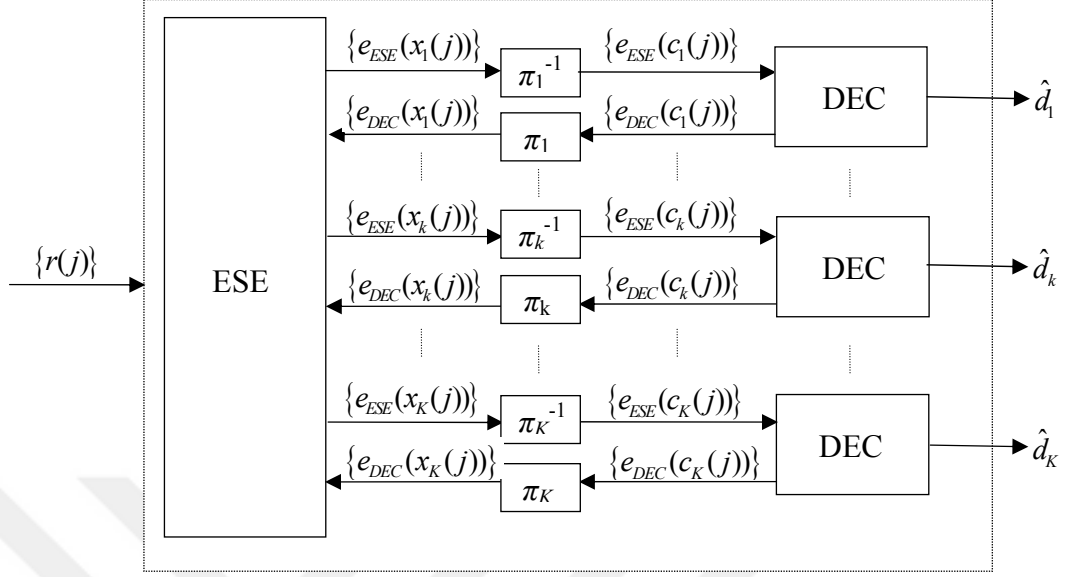 {e_ESE(x_1(j))} {e_ESE(c_1(j))}
π_1^{-1} DEC d̂_1
{e_DEC(x_1(j))} {e_DEC(c_1(j))}
π_1
{e_ESE(x_k(j))} {e_ESE(c_k(j))}
π_k^{-1}
{r(j)} ESE DEC d̂_k
{e_DEC(x_k(j))} {e_DEC(c_k(j))}
π_k
{e_ESE(x_K(j))} {e_ESE(c_K(j))}
π_K^{-1}
DEC d̂_K
{e_DEC(x_K(j))} {e_DEC(c_K(j))}
π_K